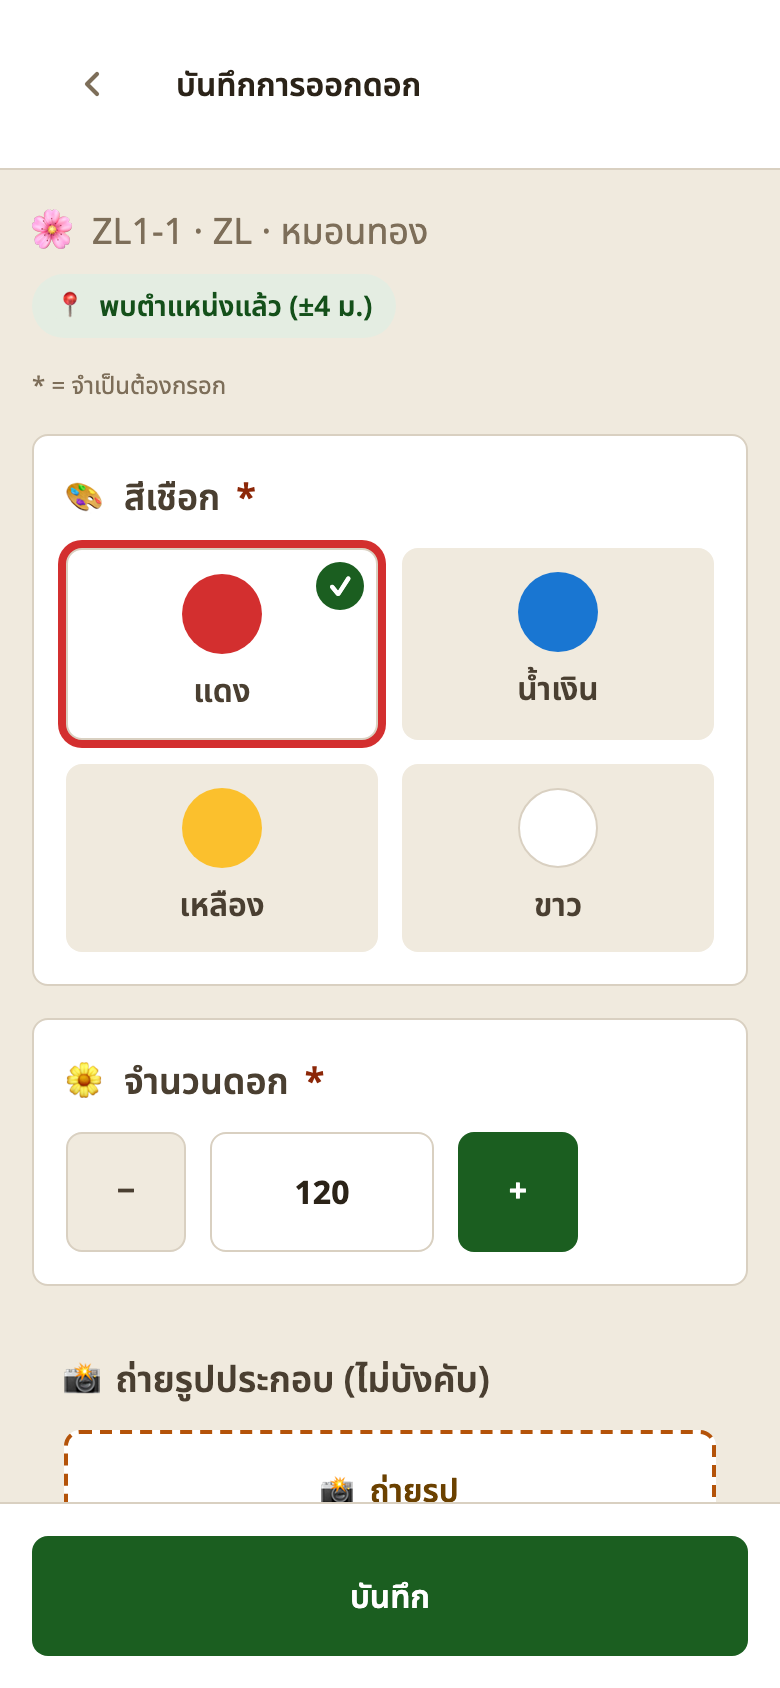 บันทึกการออกดอก
ZL1-1 · ZL · หมอนทอง
พบตำแหน่งแล้ว (±4 ม.)
* = จำเป็นต้องกรอก
สีเชือก *
แดง
น้ำเงิน
เหลือง
ขาว
จำนวนดอก *
− 120 +
ถ่ายรูปประกอบ (ไม่บังคับ)
ถ่ายรูป
บันทึก